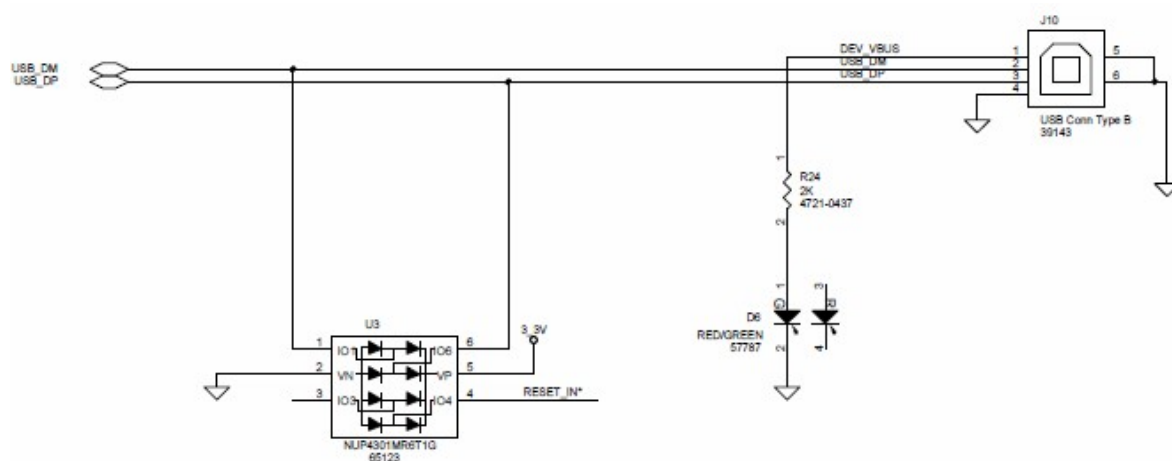 J10
DEV_VBUS
USB_DM
USB_DP
1
2
3
4
5
6
USB Conn Type B
39143
USB_DM
USB_DP
1
R24
2K
4721-0437
2
1
G
D6
RED/GREEN
57787
2
3
R
4
U3
3_3V
1
IO1
IO6
6
2
VN
VP
5
3
IO3
IO4
4
RESET_IN*
NUP4301MR6T1G
65123